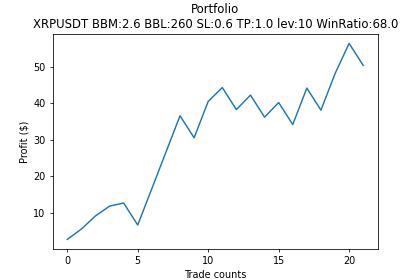 Portfolio
XRPUSDT BBM:2.6 BBL:260 SL:0.6 TP:1.0 lev:10 WinRatio:68.0
50
40
30
20
10
Profit ($)
0
5
10
15
20
Trade counts